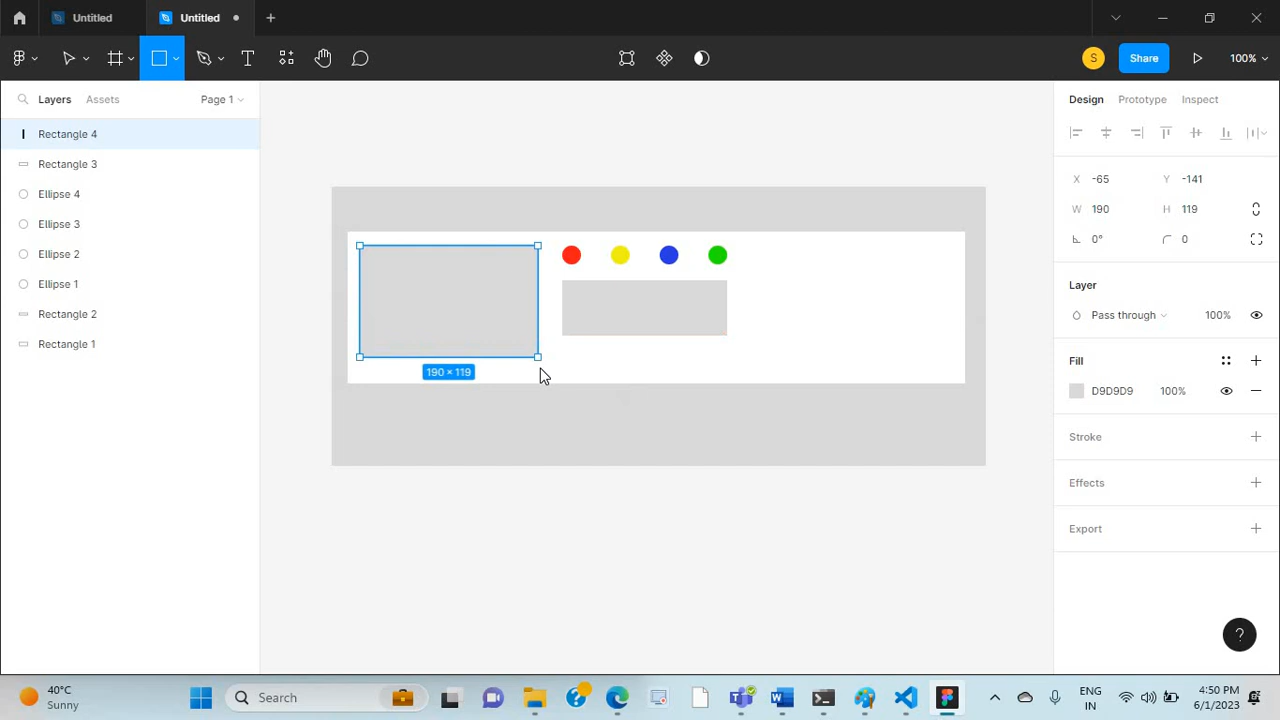 Untitled
Untitled
Share
100%
Layers
Assets
Page 1
Design
Prototype
Inspect
Rectangle 4
Rectangle 3
Ellipse 4
Ellipse 3
Ellipse 2
Ellipse 1
Rectangle 2
Rectangle 1
190 × 119
X -65 Y -141
W 190 H 119
0° 0
Layer
Pass through 100%
Fill
D9D9D9 100%
Stroke
Effects
Export
?
S
40°C
Sunny
Search
ENG
IN
4:50 PM
6/1/2023